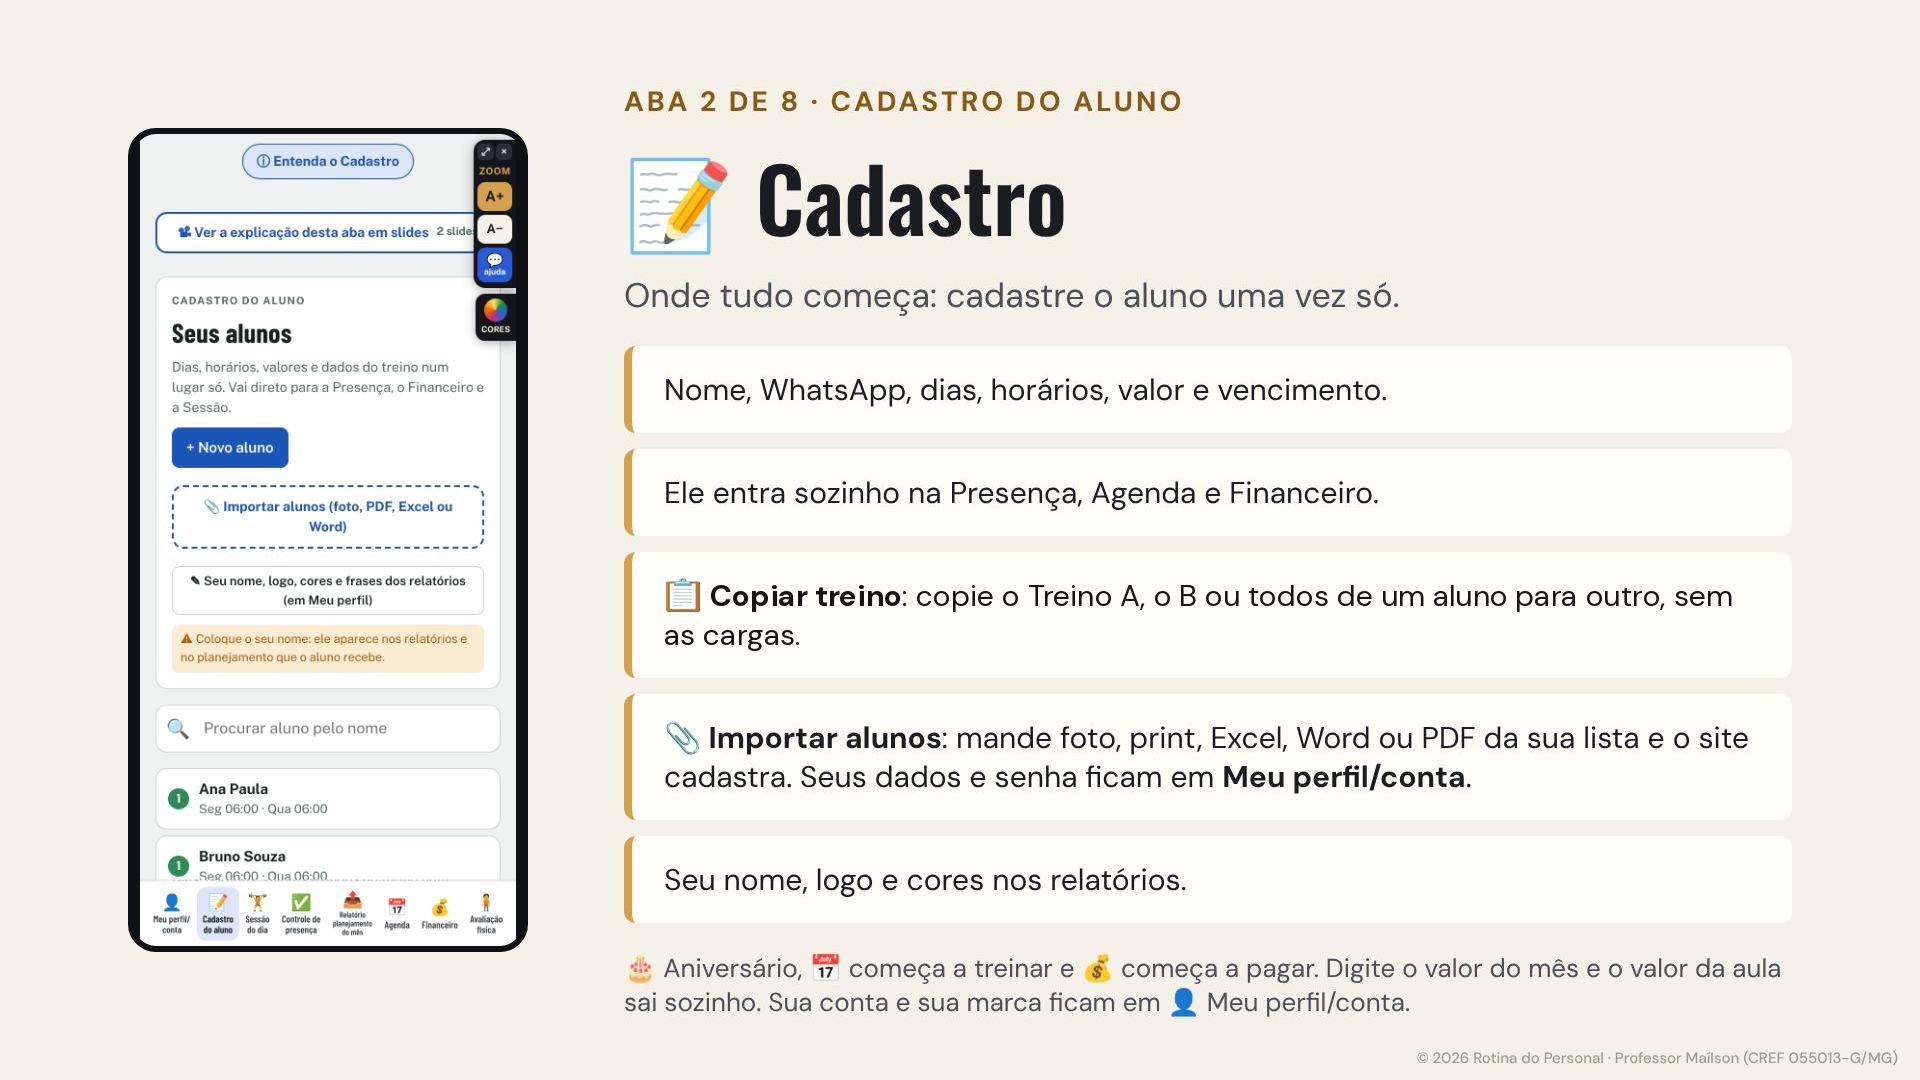 ABA 2 DE 8 · CADASTRO DO ALUNO
📝 Cadastro
Onde tudo começa: cadastre o aluno uma vez só.
Nome, WhatsApp, dias, horários, valor e vencimento.
Ele entra sozinho na Presença, Agenda e Financeiro.
📋 Copiar treino: copie o Treino A, o B ou todos de um aluno para outro, sem
as cargas.
📎 Importar alunos: mande foto, print, Excel, Word ou PDF da sua lista e o site
cadastra. Seus dados e senha ficam em Meu perfil/conta.
Seu nome, logo e cores nos relatórios.
🎂 Aniversário, 📅 começa a treinar e 💰 começa a pagar. Digite o valor do mês e o valor da aula
sai sozinho. Sua conta e sua marca ficam em 👤 Meu perfil/conta.
ⓘ Entenda o Cadastro
📽 Ver a explicação desta aba em slides 2 slides
ZOOM
A+
A−
ajuda
CORES
CADASTRO DO ALUNO
Seus alunos
Dias, horários, valores e dados do treino num
lugar só. Vai direto para a Presença, o Financeiro e
a Sessão.
+ Novo aluno
📎 Importar alunos (foto, PDF, Excel ou
Word)
✎ Seu nome, logo, cores e frases dos relatórios
(em Meu perfil)
⚠ Coloque o seu nome: ele aparece nos relatórios e
no planejamento que o aluno recebe.
🔍 Procurar aluno pelo nome
1 Ana Paula
Seg 06:00 · Qua 06:00
1 Bruno Souza
Seg 06:00 · Qua 06:00
Meu perfil/
conta
Cadastro
do aluno
Sessão
do dia
Controle de
presença
Relatório
planejamento
do mês
Agenda
Financeiro
Avaliação
física
© 2026 Rotina do Personal · Professor Maílson (CREF 055013-G/MG)